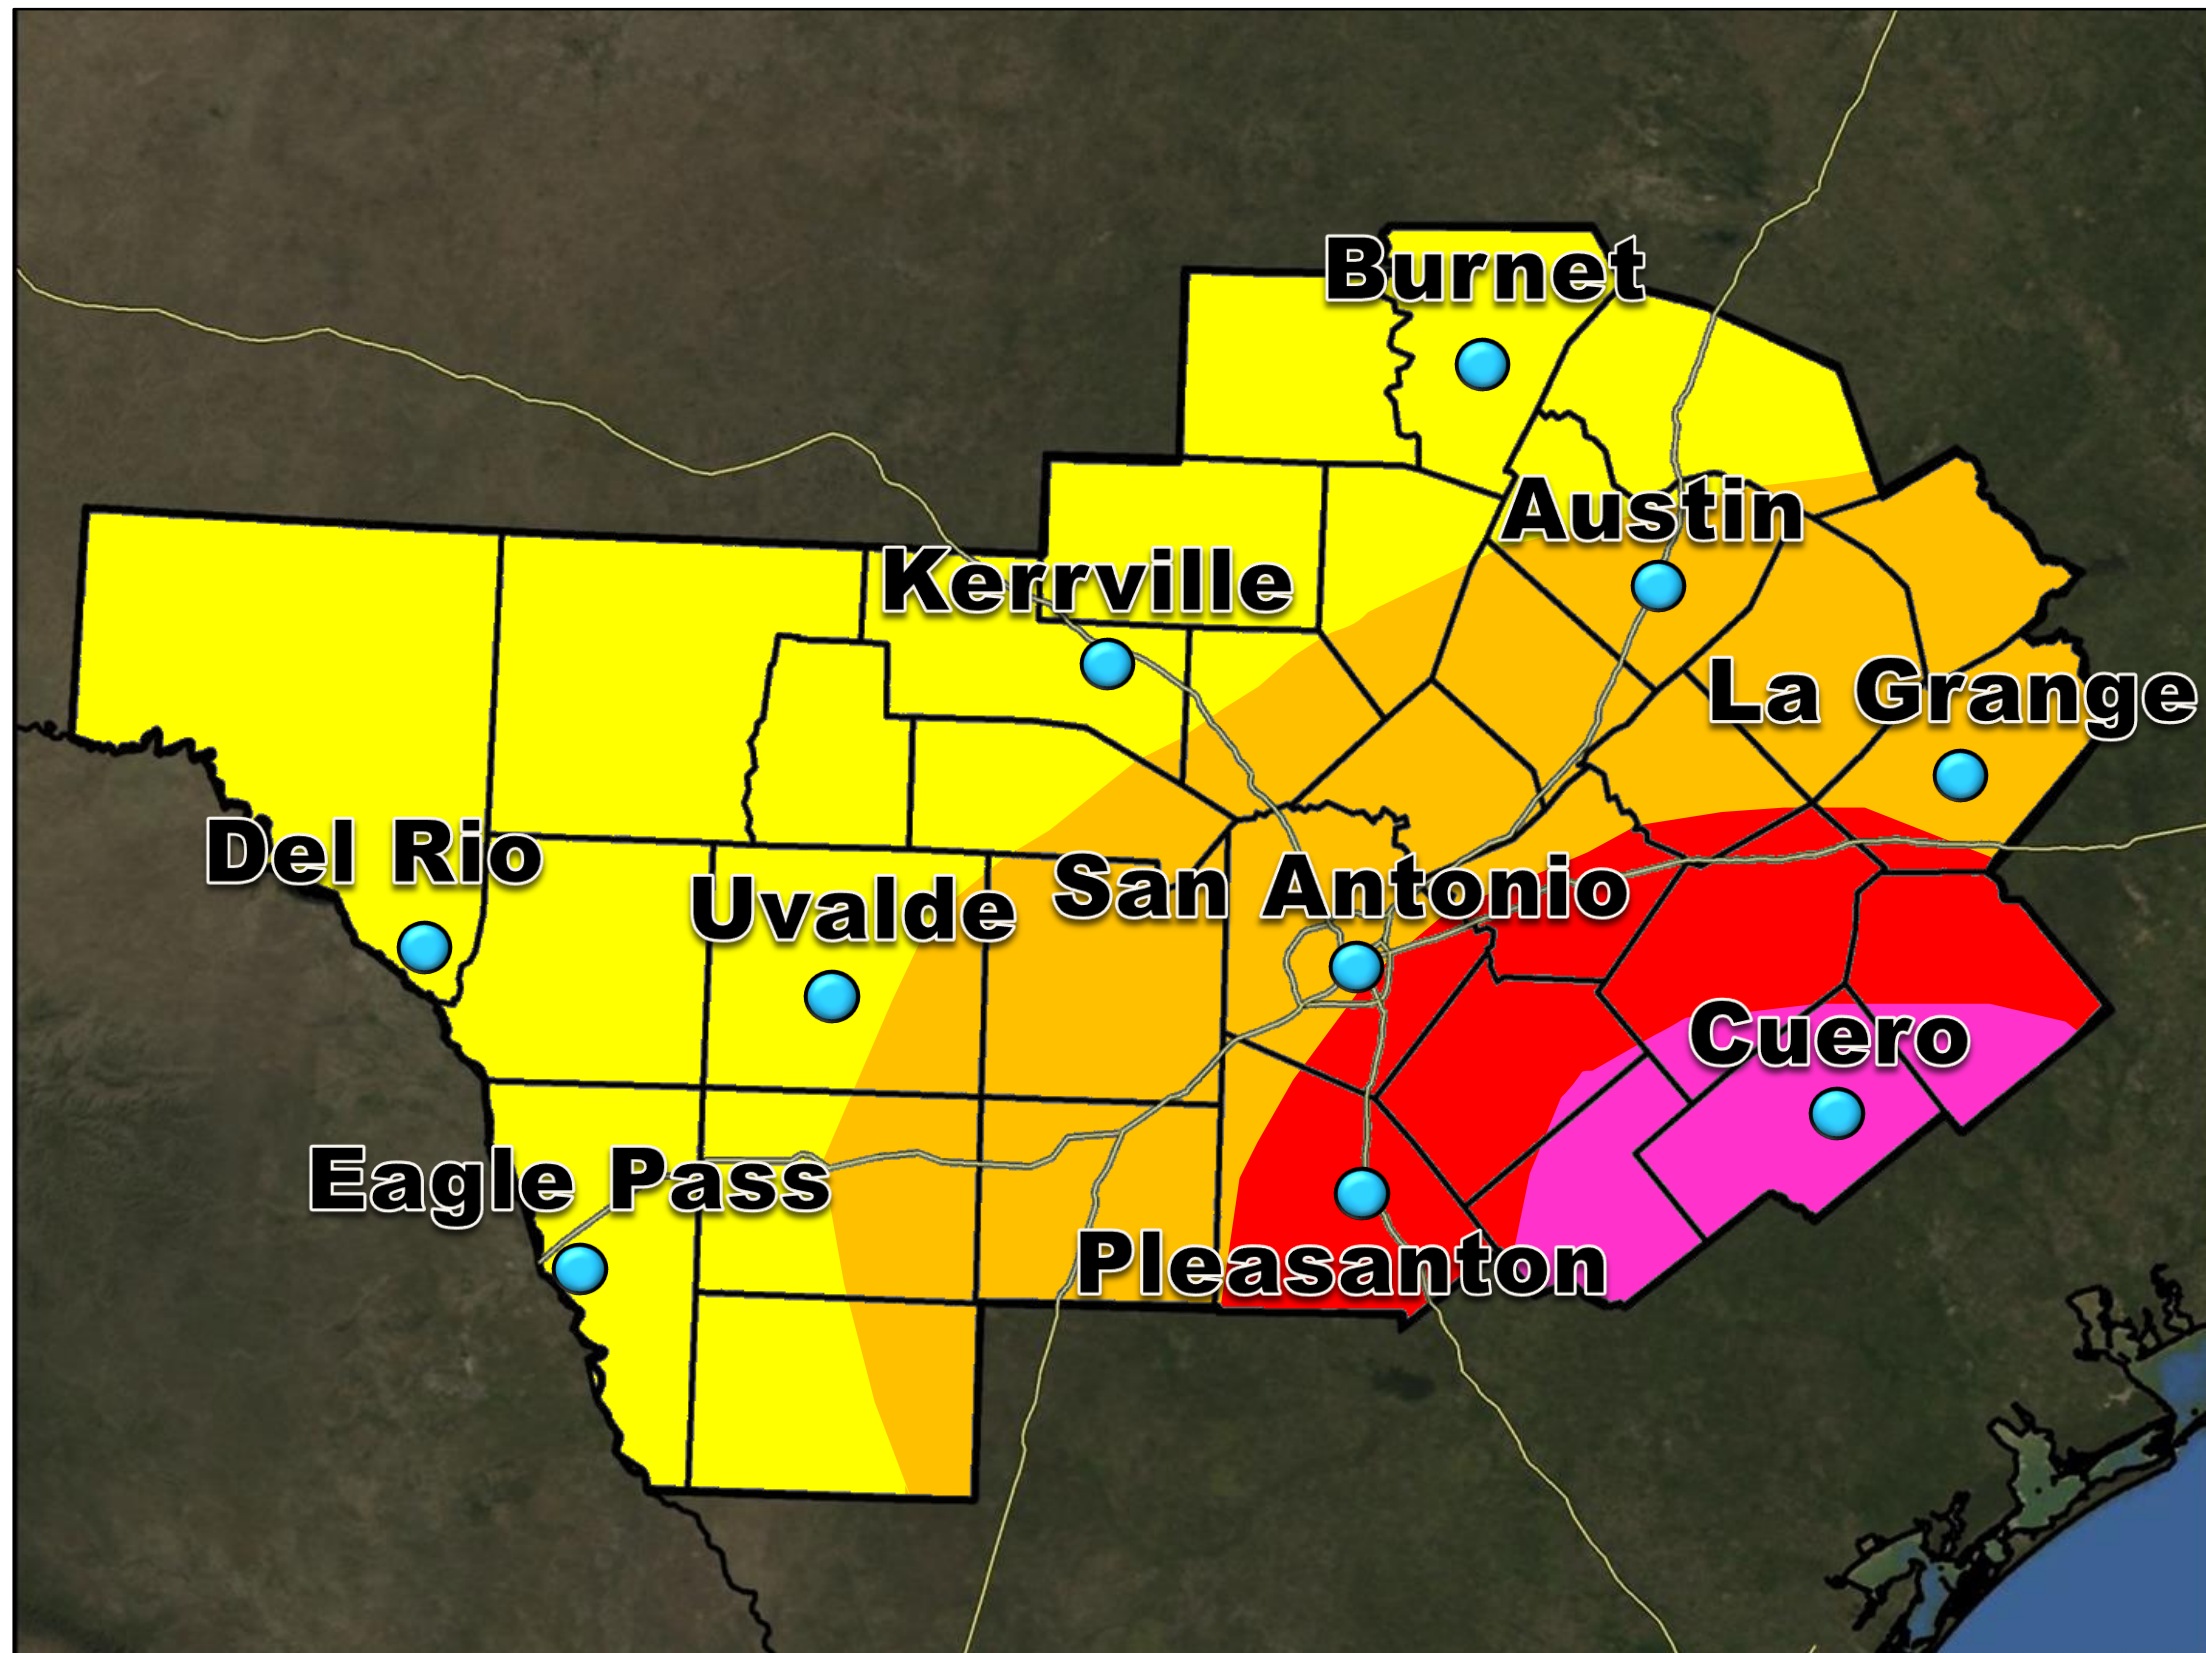 Burnet
Austin
Kerrville
La Grange
Del Rio
Uvalde
San Antonio
Cuero
Eagle Pass
Pleasanton